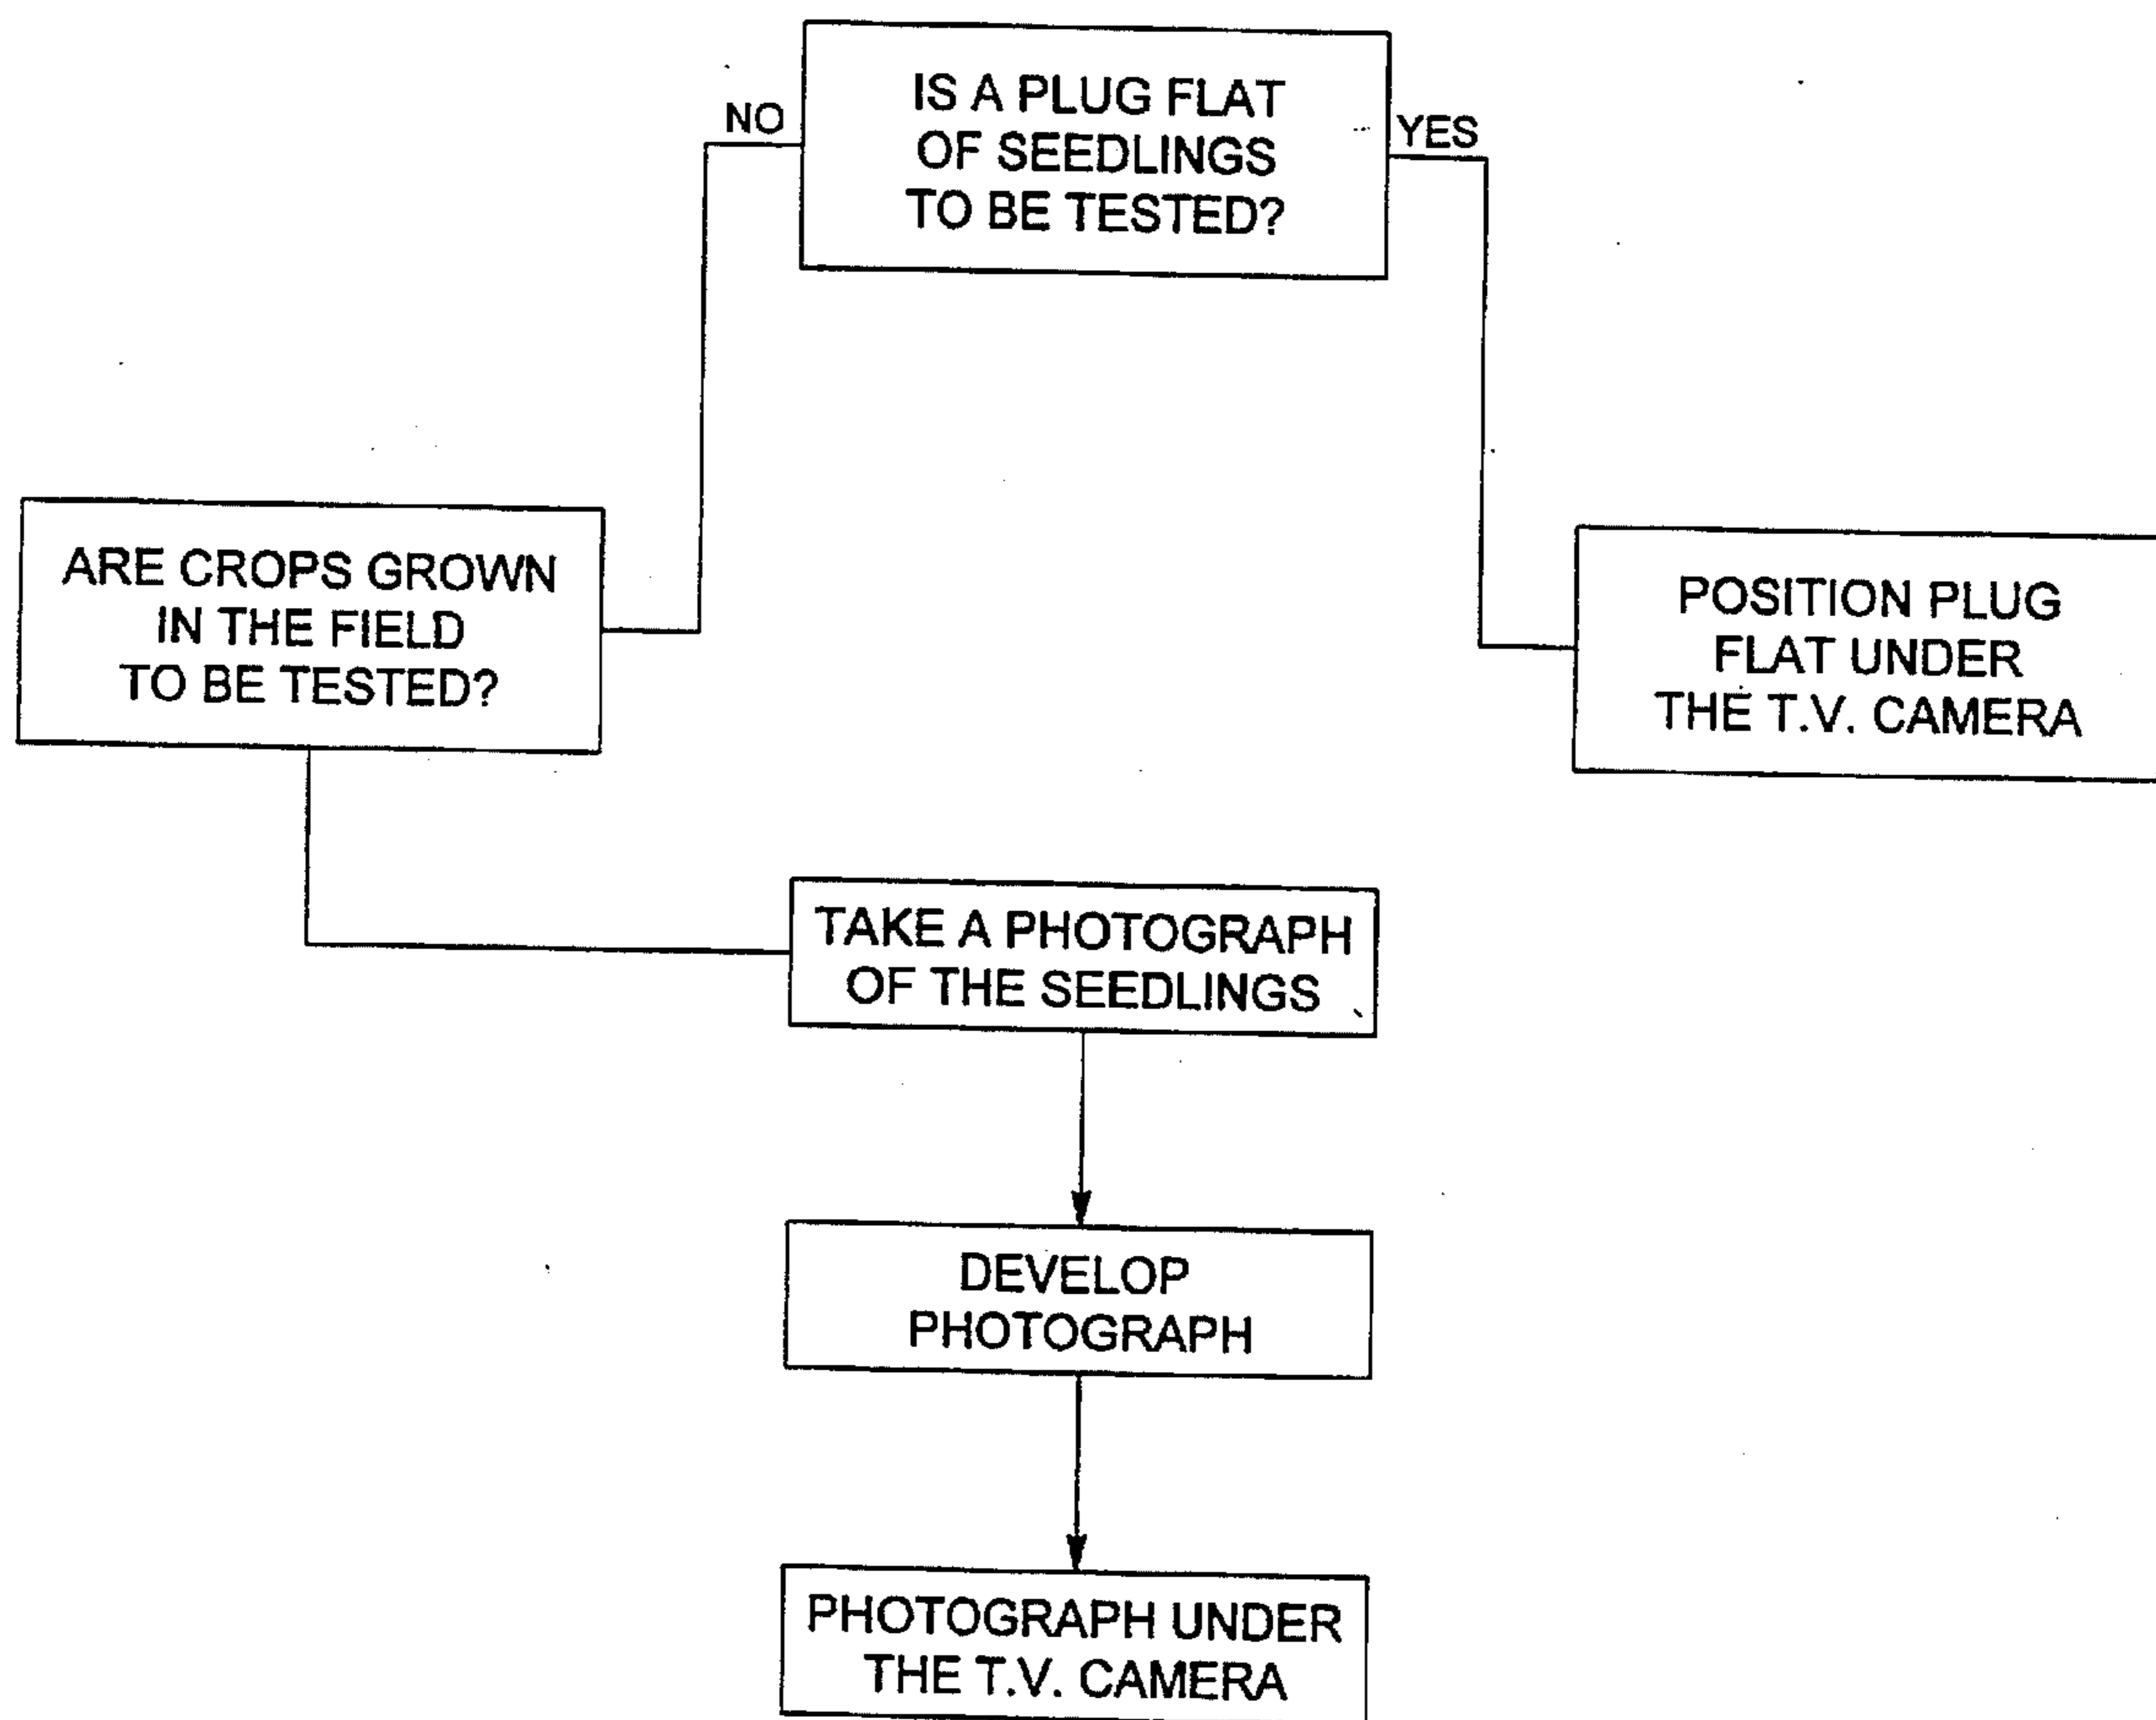 IS A PLUG FLAT
OF SEEDLINGS
TO BE TESTED?
NO
YES
ARE CROPS GROWN
IN THE FIELD
TO BE TESTED?
POSITION PLUG
FLAT UNDER
THE T.V. CAMERA
TAKE A PHOTOGRAPH
OF THE SEEDLINGS
DEVELOP
PHOTOGRAPH
PHOTOGRAPH UNDER
THE T.V. CAMERA